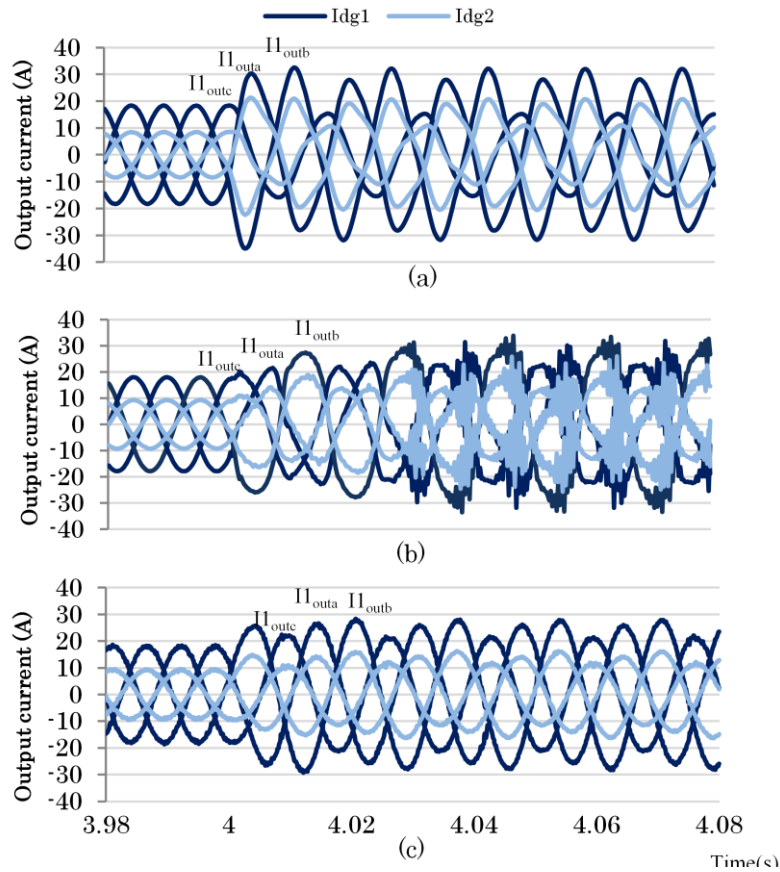 Idg1 Idg2
Output current (A)
40
30
20
10
0
-10
-20
-30
-40
I1outc
I1outa
I1outb
(a)
Output current (A)
40
30
20
10
0
-10
-20
-30
-40
I1outc
I1outa
I1outb
(b)
Output current (A)
40
30
20
10
0
-10
-20
-30
-40
I1outc
I1outa
I1outb
3.98 4 4.02 4.04 4.06 4.08
(c)
Time(s)